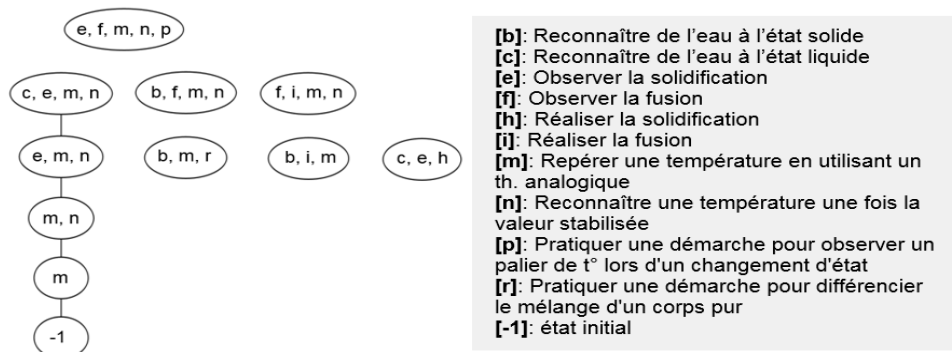 e, f, m, n, p
c, e, m, n
b, f, m, n
f, i, m, n
e, m, n
b, m, r
b, i, m
c, e, h
m, n
m
-1
[b]: Reconnaître de l'eau à l'état solide
[c]: Reconnaître de l'eau à l'état liquide
[e]: Observer la solidification
[f]: Observer la fusion
[h]: Réaliser la solidification
[i]: Réaliser la fusion
[m]: Repérer une température en utilisant un
th. analogique
[n]: Reconnaître une température une fois la
valeur stabilisée
[p]: Pratiquer une démarche pour observer un
palier de t° lors d'un changement d'état
[r]: Pratiquer une démarche pour différencier
le mélange d'un corps pur
[-1]: état initial